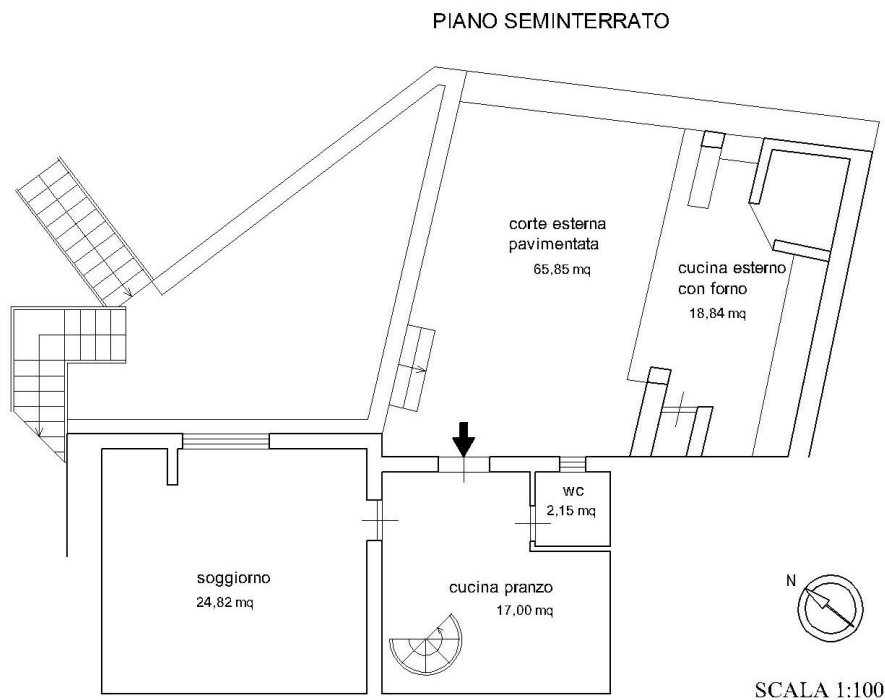 PIANO SEMINTERRATO
corte esterna
pavimentata
65,85 mq
cucina esterno
con forno
18,84 mq
wc
2,15 mq
soggiorno
24,82 mq
cucina pranzo
17,00 mq
N
SCALA 1:100